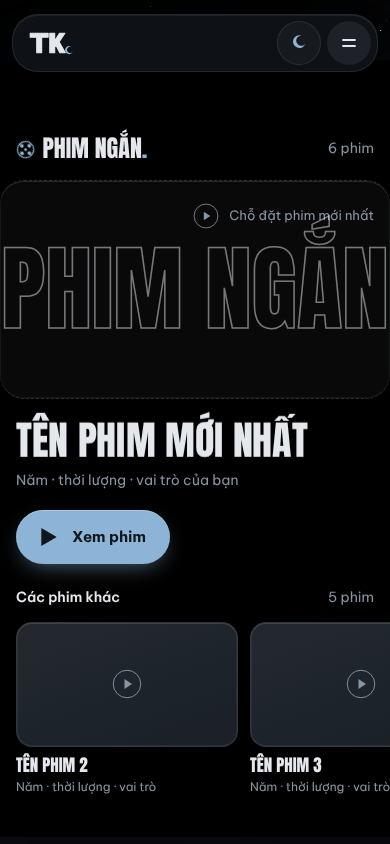 TK
PHIM NGẮN.
6 phim
Chỗ đặt phim mới nhất
PHIM NGẮN
TÊN PHIM MỚI NHẤT
Năm · thời lượng · vai trò của bạn
Xem phim
Các phim khác
5 phim
TÊN PHIM 2
TÊN PHIM 3
Năm · thời lượng · vai trò
Năm · thời lượng · vai trò